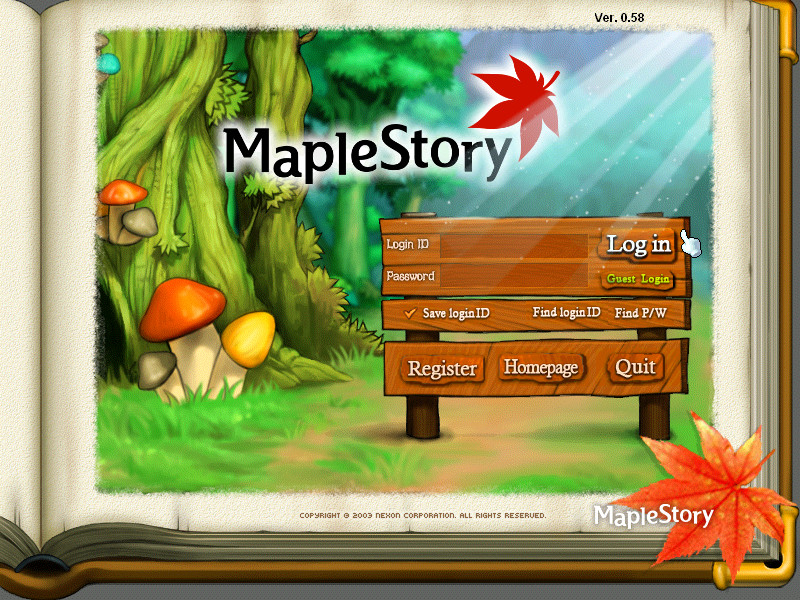 Ver. 0.58
MapleStory
Login ID
Log in
Password
Guest Login
Save login ID
Find login ID
Find P/W
Register
Homepage
Quit
COPYRIGHT © 2003 NEXON CORPORATION. ALL RIGHTS RESERVED.
MapleStory